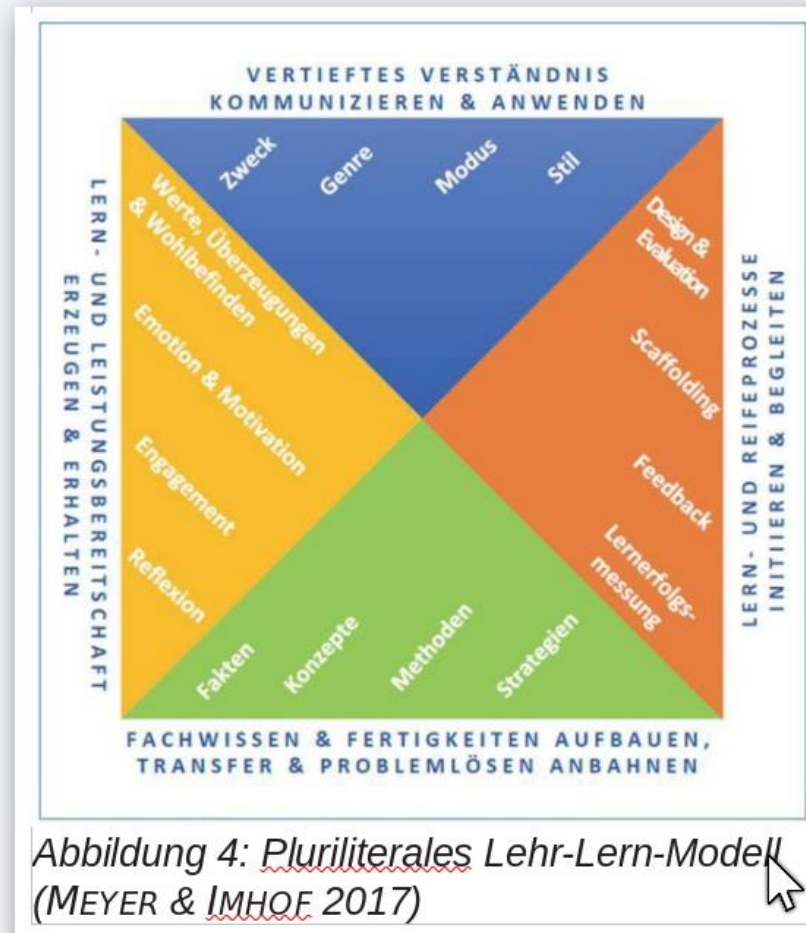 VERTIEFTES VERSTÄNDNIS
KOMMUNIZIEREN & ANWENDEN
Zweck
Genre
Modus
Stil
LERN- UND LEISTUNGSBEREITSCHAFT
ERZEUGEN & ERHALTEN
Werte, Überzeugungen
& Wohlbefinden
Emotion & Motivation
Engagement
Reflexion
Design &
Evaluation
Scaffolding
Feedback
Lernerfolgs-
messung
LERN- UND REIFEPROZESSE
INITIIEREN & BEGLEITEN
Fakten
Konzepte
Methoden
Strategien
FACHWISSEN & FERTIGKEITEN AUFBAUEN,
TRANSFER & PROBLEMLÖSEN ANBAHNEN
Abbildung 4: Pluriliterales Lehr-Lern-Modell
(MEYER & IMHOF 2017)